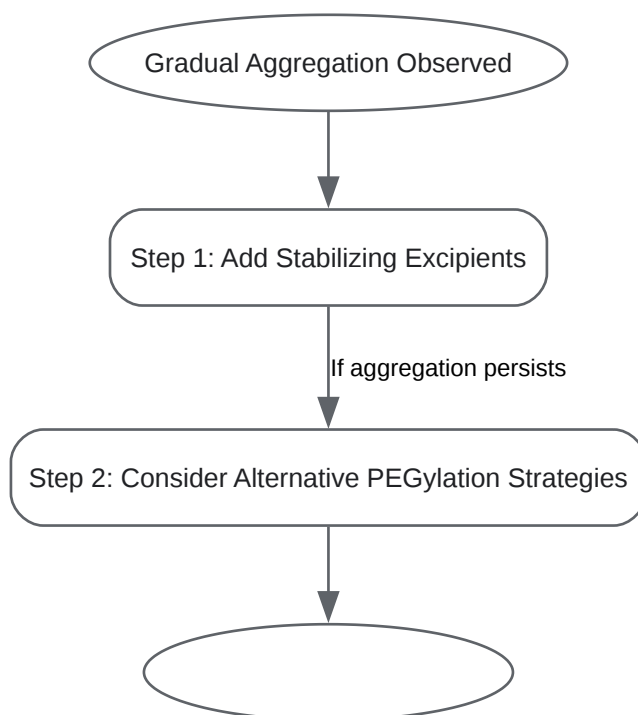 Gradual Aggregation Observed
Step 1: Add Stabilizing Excipients
If aggregation persists
Step 2: Consider Alternative PEGylation Strategies